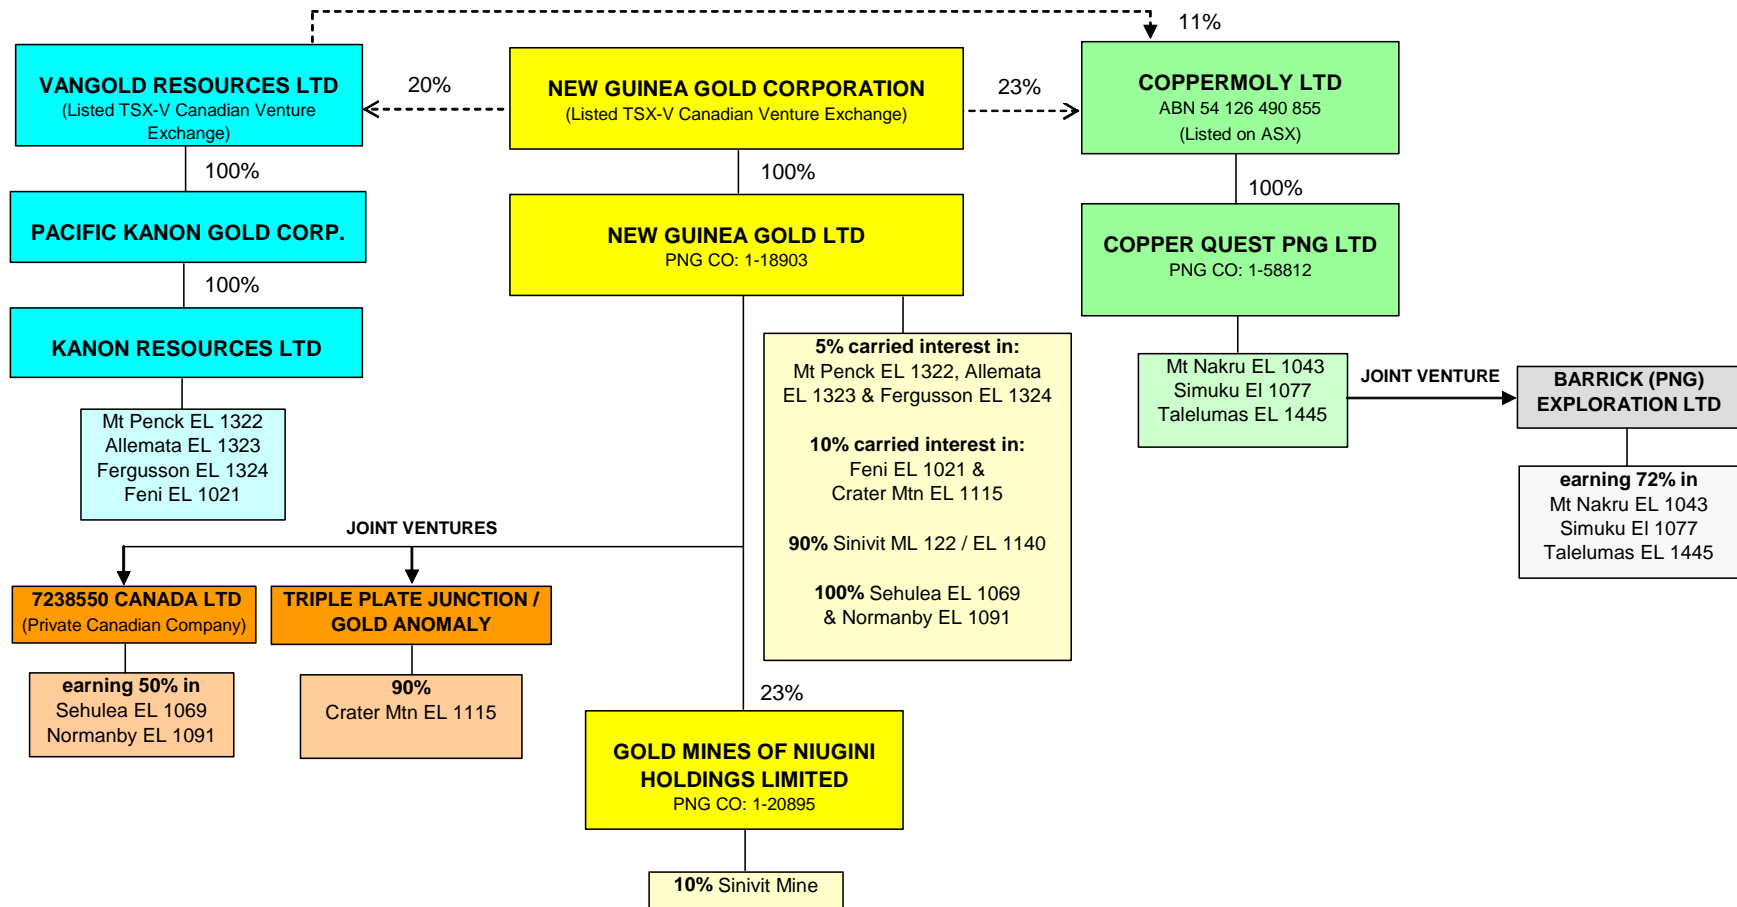 11%
VANGOLD RESOURCES LTD
(Listed TSX-V Canadian Venture
Exchange)
20%
NEW GUINEA GOLD CORPORATION
(Listed TSX-V Canadian Venture Exchange)
23%
COPPERMOLY LTD
ABN 54 126 490 855
(Listed on ASX)
100%
100%
100%
PACIFIC KANON GOLD CORP.
NEW GUINEA GOLD LTD
PNG CO: 1-18903
COPPER QUEST PNG LTD
PNG CO: 1-58812
100%
KANON RESOURCES LTD
Mt Penck EL 1322
Allemata EL 1323
Fergusson EL 1324
Feni EL 1021
5% carried interest in:
Mt Penck EL 1322, Allemata
EL 1323 & Fergusson EL 1324
10% carried interest in:
Feni EL 1021 &
Crater Mtn EL 1115
90% Sinivit ML 122 / EL 1140
100% Sehulea EL 1069
& Normanby EL 1091
Mt Nakru EL 1043
Simuku El 1077
Talelumas EL 1445
JOINT VENTURE
BARRICK (PNG)
EXPLORATION LTD
earning 72% in
Mt Nakru EL 1043
Simuku El 1077
Talelumas EL 1445
JOINT VENTURES
7238550 CANADA LTD
(Private Canadian Company)
TRIPLE PLATE JUNCTION /
GOLD ANOMALY
earning 50% in
Sehulea EL 1069
Normanby EL 1091
90%
Crater Mtn EL 1115
23%
GOLD MINES OF NIUGINI
HOLDINGS LIMITED
PNG CO: 1-20895
10% Sinivit Mine